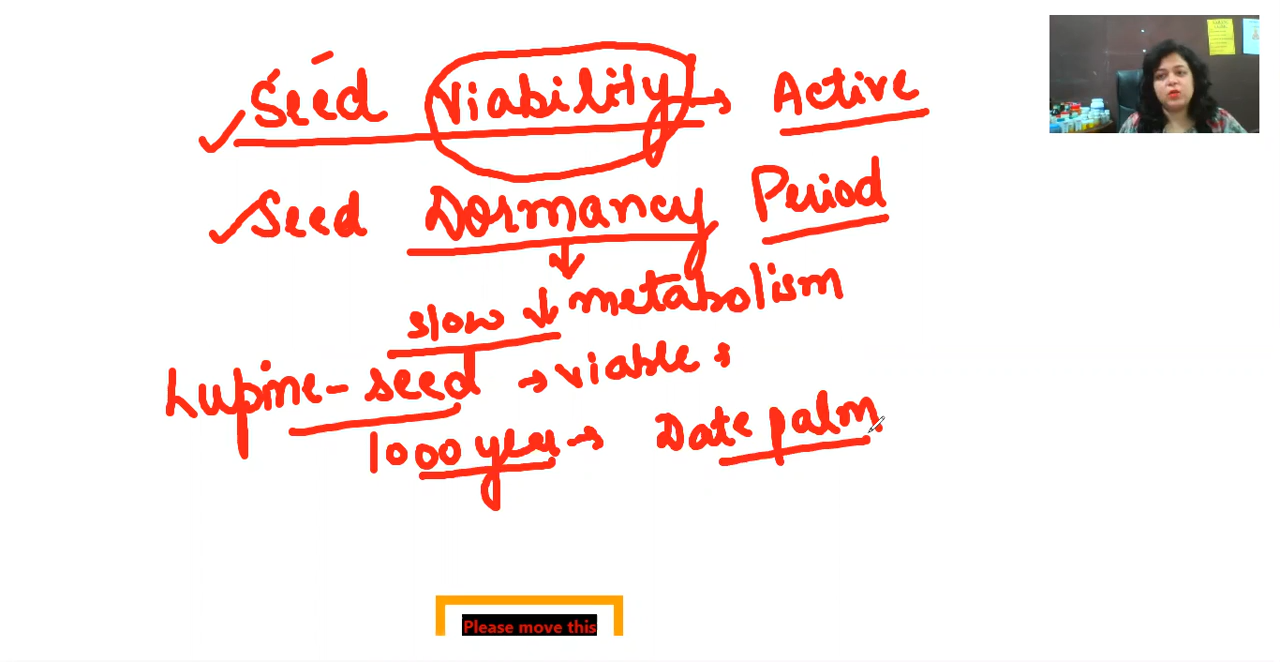 Seed Viability → Active
Seed Dormancy Period
↓
slow ↓ metabolism
Lupine-seed → viable →
1000 year → Date palm
Please move this